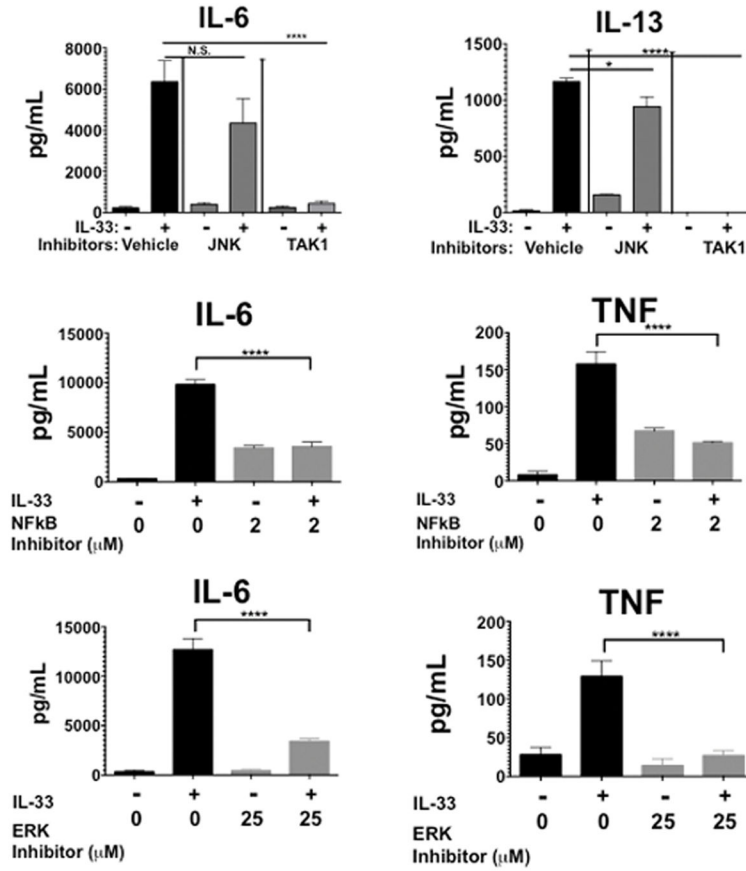 IL-6
****
N.S.
8000
6000
4000
2000
0
pg/mL
IL-33: - + - + - +
Inhibitors: Vehicle JNK TAK1
IL-13
****
*
1500
1000
500
0
pg/mL
IL-33: - + - + - +
Inhibitors: Vehicle JNK TAK1
IL-6
****
15000
10000
5000
0
pg/mL
IL-33 - + - +
NFkB 0 0 2 2
Inhibitor (μM)
TNF
****
200
150
100
50
0
pg/mL
IL-33 - + - +
NFkB 0 0 2 2
Inhibitor (μM)
IL-6
****
15000
10000
5000
0
pg/mL
IL-33 - + - +
ERK 0 0 25 25
Inhibitor (μM)
TNF
****
200
150
100
50
0
pg/mL
IL-33 - + - +
ERK 0 0 25 25
Inhibitor (μM)